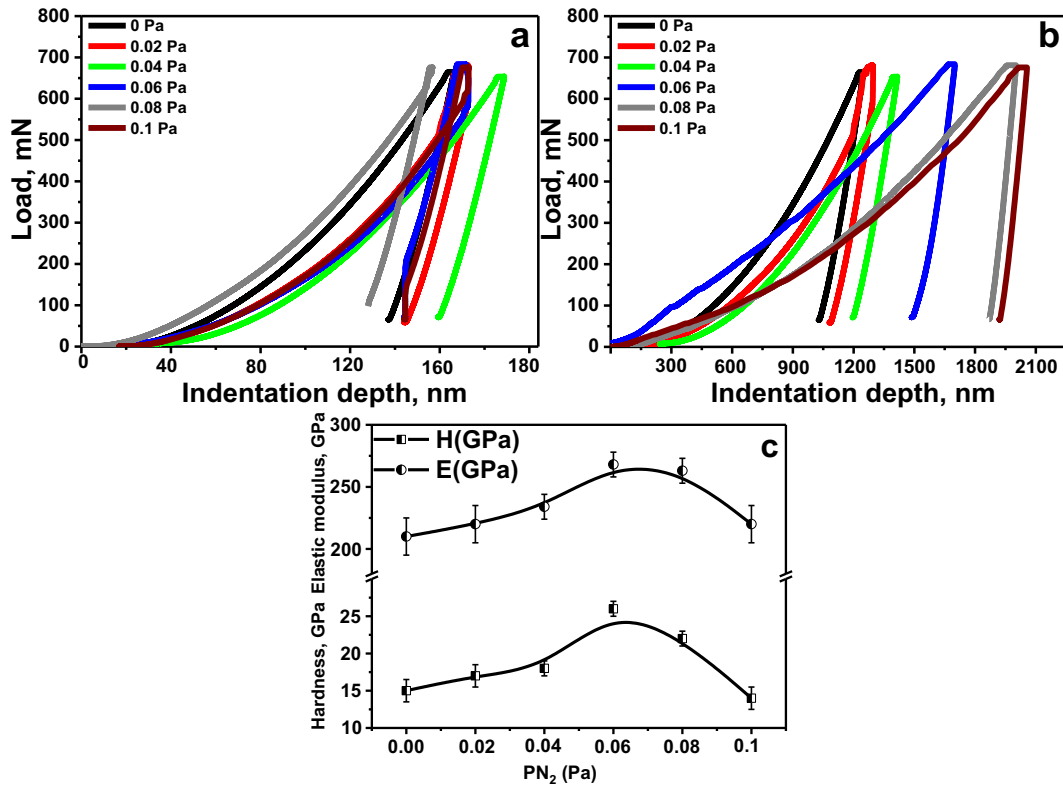 a
0 Pa
0.02 Pa
0.04 Pa
0.06 Pa
0.08 Pa
0.1 Pa
800
700
600
500
400
300
200
100
0
Load, mN
0 40 80 120 160 200
Indentation depth, nm
b
0 Pa
0.02 Pa
0.04 Pa
0.06 Pa
0.08 Pa
0.1 Pa
800
700
600
500
400
300
200
100
0
Load, mN
300 600 900 1200 1500 1800 2100
Indentation depth, nm
c
H(GPa)
E(GPa)
300
250
200
25
20
15
10
Hardness, GPa Elastic modulus, GPa
0.00 0.02 0.04 0.06 0.08 0.1
PN₂ (Pa)